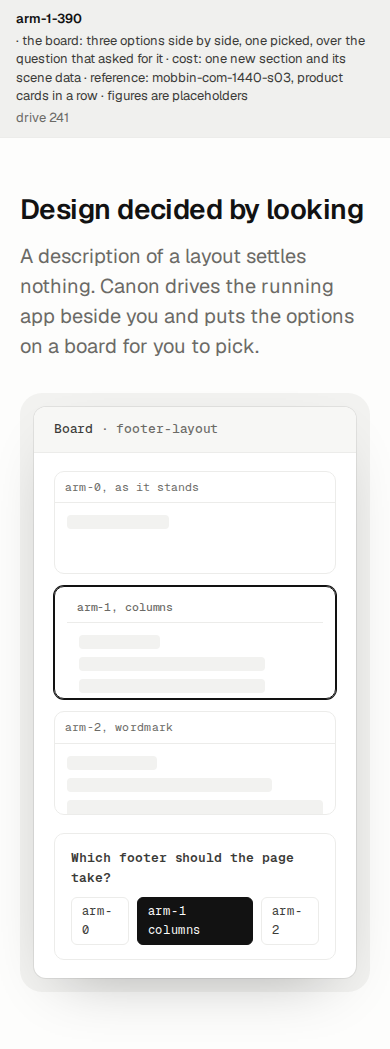 arm-1-390
· the board: three options side by side, one picked, over the
question that asked for it · cost: one new section and its
scene data · reference: mobbin-com-1440-s03, product
cards in a row · figures are placeholders
drive 241
Design decided by looking
A description of a layout settles
nothing. Canon drives the running
app beside you and puts the options
on a board for you to pick.
Board · footer-layout
arm-0, as it stands
arm-1, columns
arm-2, wordmark
Which footer should the page
take?
arm-
0
arm-1
columns
arm-
2